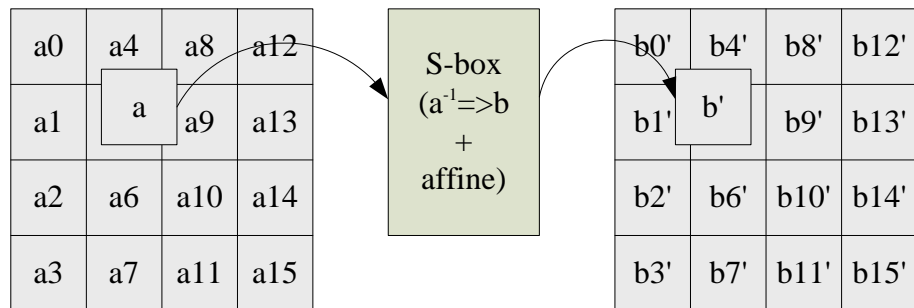 a0 a4 a8 a12
a a1 a9 a13
a2 a6 a10 a14
a3 a7 a11 a15
S-box
(a⁻¹=>b
+
affine)
b0' b4' b8' b12'
b' b1' b9' b13'
b2' b6' b10' b14'
b3' b7' b11' b15'